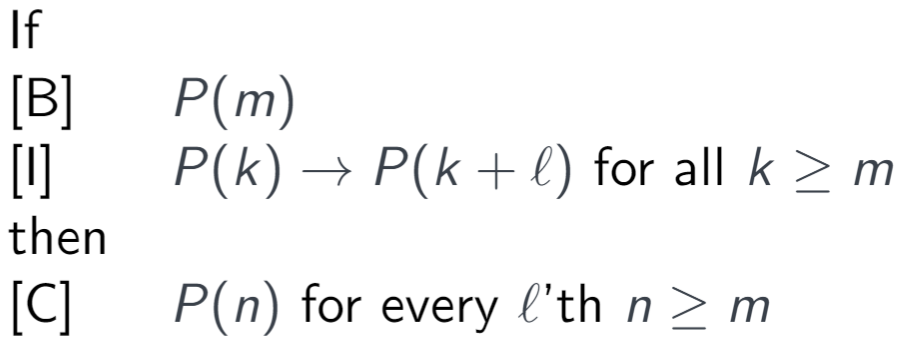 If
[B] P(m)
[I] P(k) → P(k + ℓ) for all k ≥ m
then
[C] P(n) for every ℓ’th n ≥ m